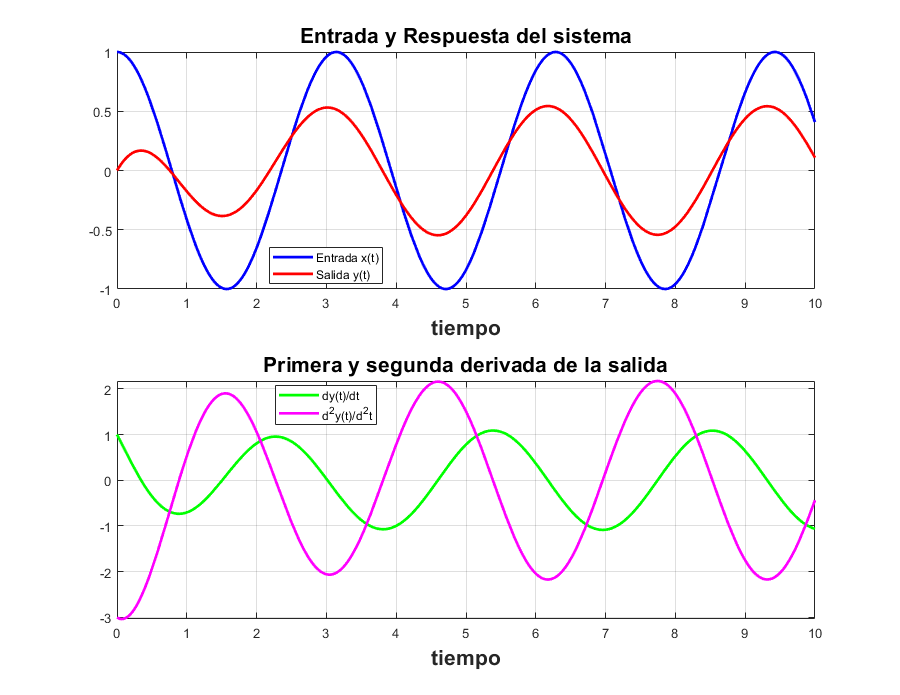 Entrada y Respuesta del sistema
1
0.5
0
-0.5
-1
Entrada x(t)
Salida y(t)
0 1 2 3 4 5 6 7 8 9 10
tiempo
Primera y segunda derivada de la salida
2
1
0
-1
-2
-3
dy(t)/dt
d²y(t)/d²t
0 1 2 3 4 5 6 7 8 9 10
tiempo